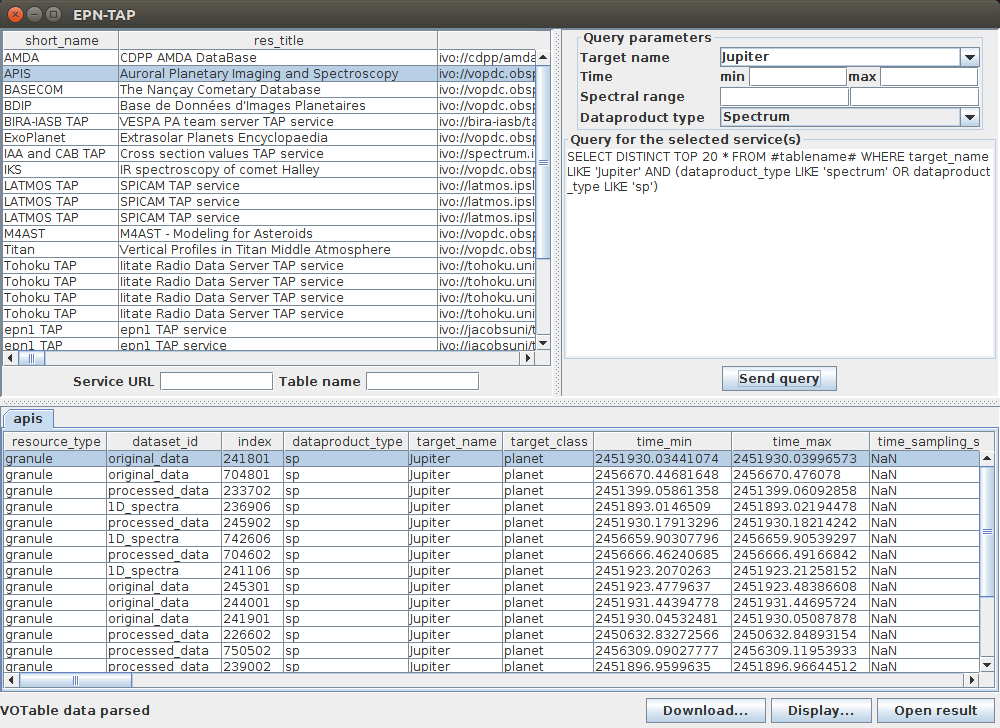 EPN-TAP
short_name res_title
AMDA CDPP AMDA DataBase ivo://cdpp/amda
APIS Auroral Planetary Imaging and Spectroscopy ivo://vopdc.obsp
BASECOM The Nançay Cometary Database ivo://vopdc.obsp
BDIP Base de Données d'Images Planetaires ivo://vopdc.obsp
BIRA-IASB TAP VESPA PA team server TAP service ivo://bira-iasb/ta
ExoPlanet Extrasolar Planets Encyclopaedia ivo://vopdc.obsp
IAA and CAB TAP Cross section values TAP service ivo://spectrum.i
IKS IR spectroscopy of comet Halley ivo://vopdc.obsp
LATMOS TAP SPICAM TAP service ivo://latmos.ipsl
LATMOS TAP SPICAM TAP service ivo://latmos.ipsl
LATMOS TAP SPICAM TAP service ivo://latmos.ipsl
M4AST M4AST - Modeling for Asteroids ivo://vopdc.obsp
Titan Vertical Profiles in Titan Middle Atmosphere ivo://vopdc.obsp
Tohoku TAP Iitate Radio Data Server TAP service ivo://tohoku.uni
Tohoku TAP Iitate Radio Data Server TAP service ivo://tohoku.uni
Tohoku TAP Iitate Radio Data Server TAP service ivo://tohoku.uni
Tohoku TAP Iitate Radio Data Server TAP service ivo://tohoku.uni
epn1 TAP epn1 TAP service ivo://jacobsuni/t
epn1 TAP epn1 TAP service ivo://jacobsuni/t
Service URL Table name
Query parameters
Target name Jupiter
Time min max
Spectral range
Dataproduct type Spectrum
Query for the selected service(s)
SELECT DISTINCT TOP 20 * FROM #tablename# WHERE target_name
LIKE 'Jupiter' AND (dataproduct_type LIKE 'spectrum' OR dataproduct
_type LIKE 'sp')
Send query
apis
resource_type dataset_id index dataproduct_type target_name target_class time_min time_max time_sampling_s
granule original_data 241801 sp Jupiter planet 2451930.03441074 2451930.03996573 NaN
granule original_data 704801 sp Jupiter planet 2456670.44681648 2456670.476078 NaN
granule processed_data 233702 sp Jupiter planet 2451399.05861358 2451399.06092858 NaN
granule 1D_spectra 236906 sp Jupiter planet 2451893.0146509 2451893.02194478 NaN
granule processed_data 245902 sp Jupiter planet 2451930.17913296 2451930.18214242 NaN
granule 1D_spectra 742606 sp Jupiter planet 2456659.90307796 2456659.90539297 NaN
granule processed_data 704602 sp Jupiter planet 2456666.46240685 2456666.49166842 NaN
granule 1D_spectra 241106 sp Jupiter planet 2451923.2070263 2451923.21258152 NaN
granule original_data 245301 sp Jupiter planet 2451923.4779637 2451923.48386608 NaN
granule original_data 244001 sp Jupiter planet 2451931.44394778 2451931.44695724 NaN
granule original_data 241901 sp Jupiter planet 2451930.04532481 2451930.05087878 NaN
granule processed_data 226602 sp Jupiter planet 2450632.83272566 2450632.84893154 NaN
granule processed_data 750502 sp Jupiter planet 2456309.09027777 2456309.11953933 NaN
granule processed_data 239002 sp Jupiter planet 2451896.9599635 2451896.96644512 NaN
VOTable data parsed Download... Display... Open result